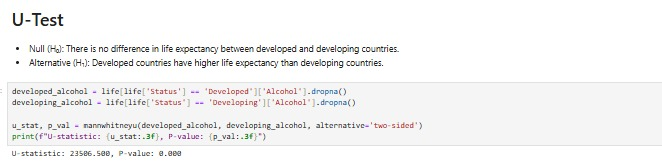 U-Test
• Null (H₀): There is no difference in life expectancy between developed and developing countries.
• Alternative (H₁): Developed countries have higher life expectancy than developing countries.
developed_alcohol = life[life['Status'] == 'Developed']['Alcohol'].dropna()
developing_alcohol = life[life['Status'] == 'Developing']['Alcohol'].dropna()
u_stat, p_val = mannwhitneyu(developed_alcohol, developing_alcohol, alternative='two-sided')
print(f"U-statistic: {u_stat:.3f}, P-value: {p_val:.3f}")
U-statistic: 23506.500, P-value: 0.000